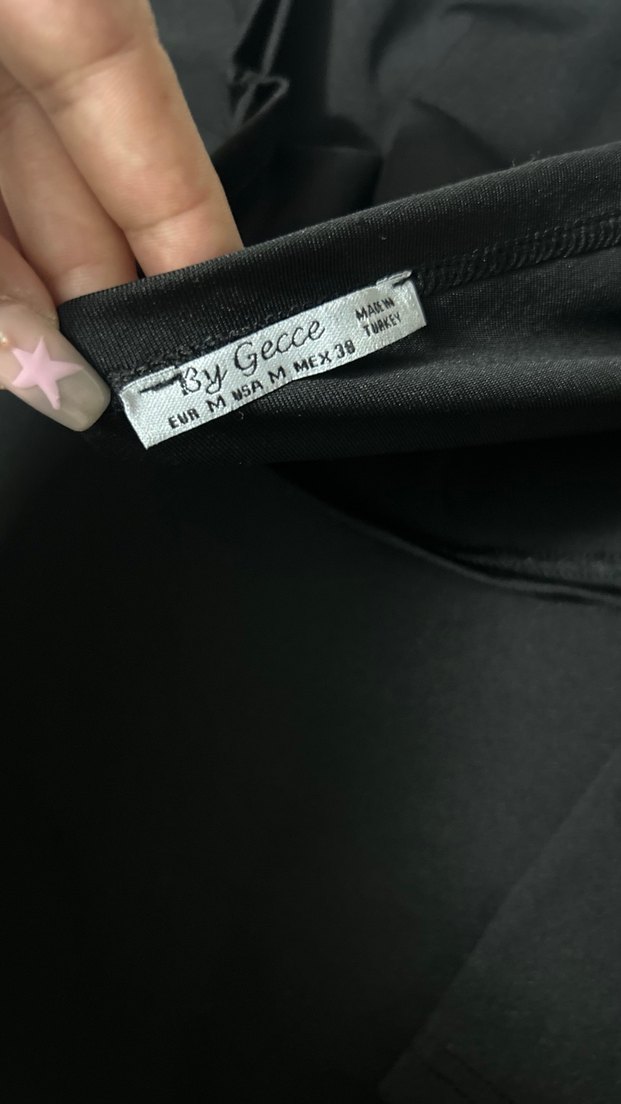 By Gecce
EUR M USA M MEX 38
MADE IN
TURKEY